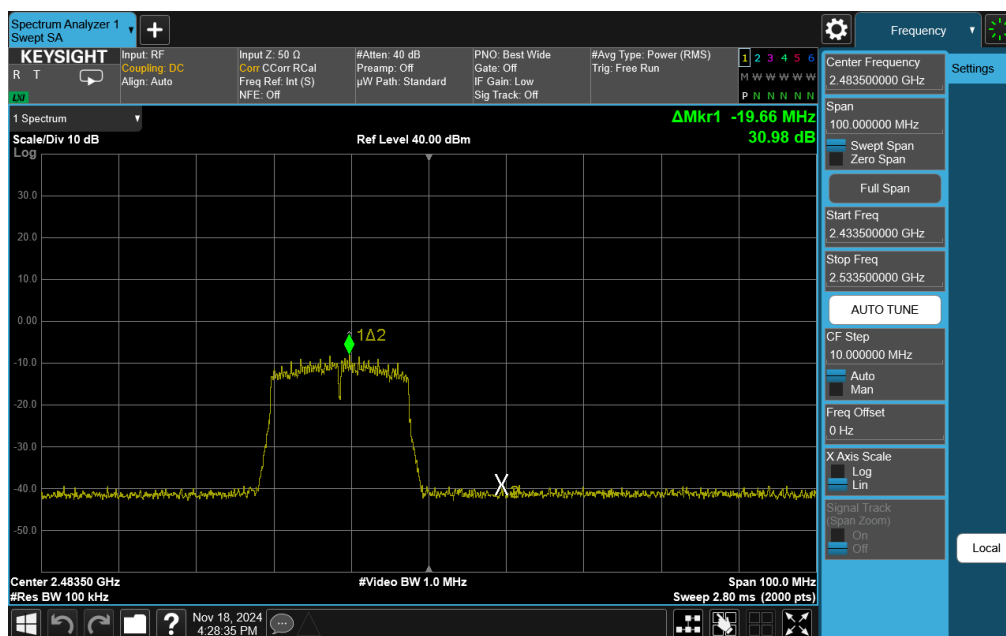 Spectrum Analyzer 1
Swept SA
Frequency
KEYSIGHT
R T
LXI
Input: RF
Coupling: DC
Align: Auto
Input Z: 50 Ω
Corr CCorr RCal
Freq Ref: Int (S)
NFE: Off
#Atten: 40 dB
Preamp: Off
µW Path: Standard
PNO: Best Wide
Gate: Off
IF Gain: Low
Sig Track: Off
#Avg Type: Power (RMS)
Trig: Free Run
1 2 3 4 5 6
M W W W W W
P N N N N N
1 Spectrum
ΔMkr1 -19.66 MHz
30.98 dB
Scale/Div 10 dB
Ref Level 40.00 dBm
Log
30.0
20.0
10.0
0.00
-10.0
-20.0
-30.0
-40.0
-50.0
1Δ2
X
Center 2.48350 GHz
#Video BW 1.0 MHz
Span 100.0 MHz
#Res BW 100 kHz
Sweep 2.80 ms (2000 pts)
Center Frequency
2.483500000 GHz
Settings
Span
100.000000 MHz
Swept Span
Zero Span
Full Span
Start Freq
2.433500000 GHz
Stop Freq
2.533500000 GHz
AUTO TUNE
CF Step
10.000000 MHz
Auto
Man
Freq Offset
0 Hz
X Axis Scale
Log
Lin
Signal Track
(Span Zoom)
On
Off
Local
?
Nov 18, 2024
4:28:35 PM